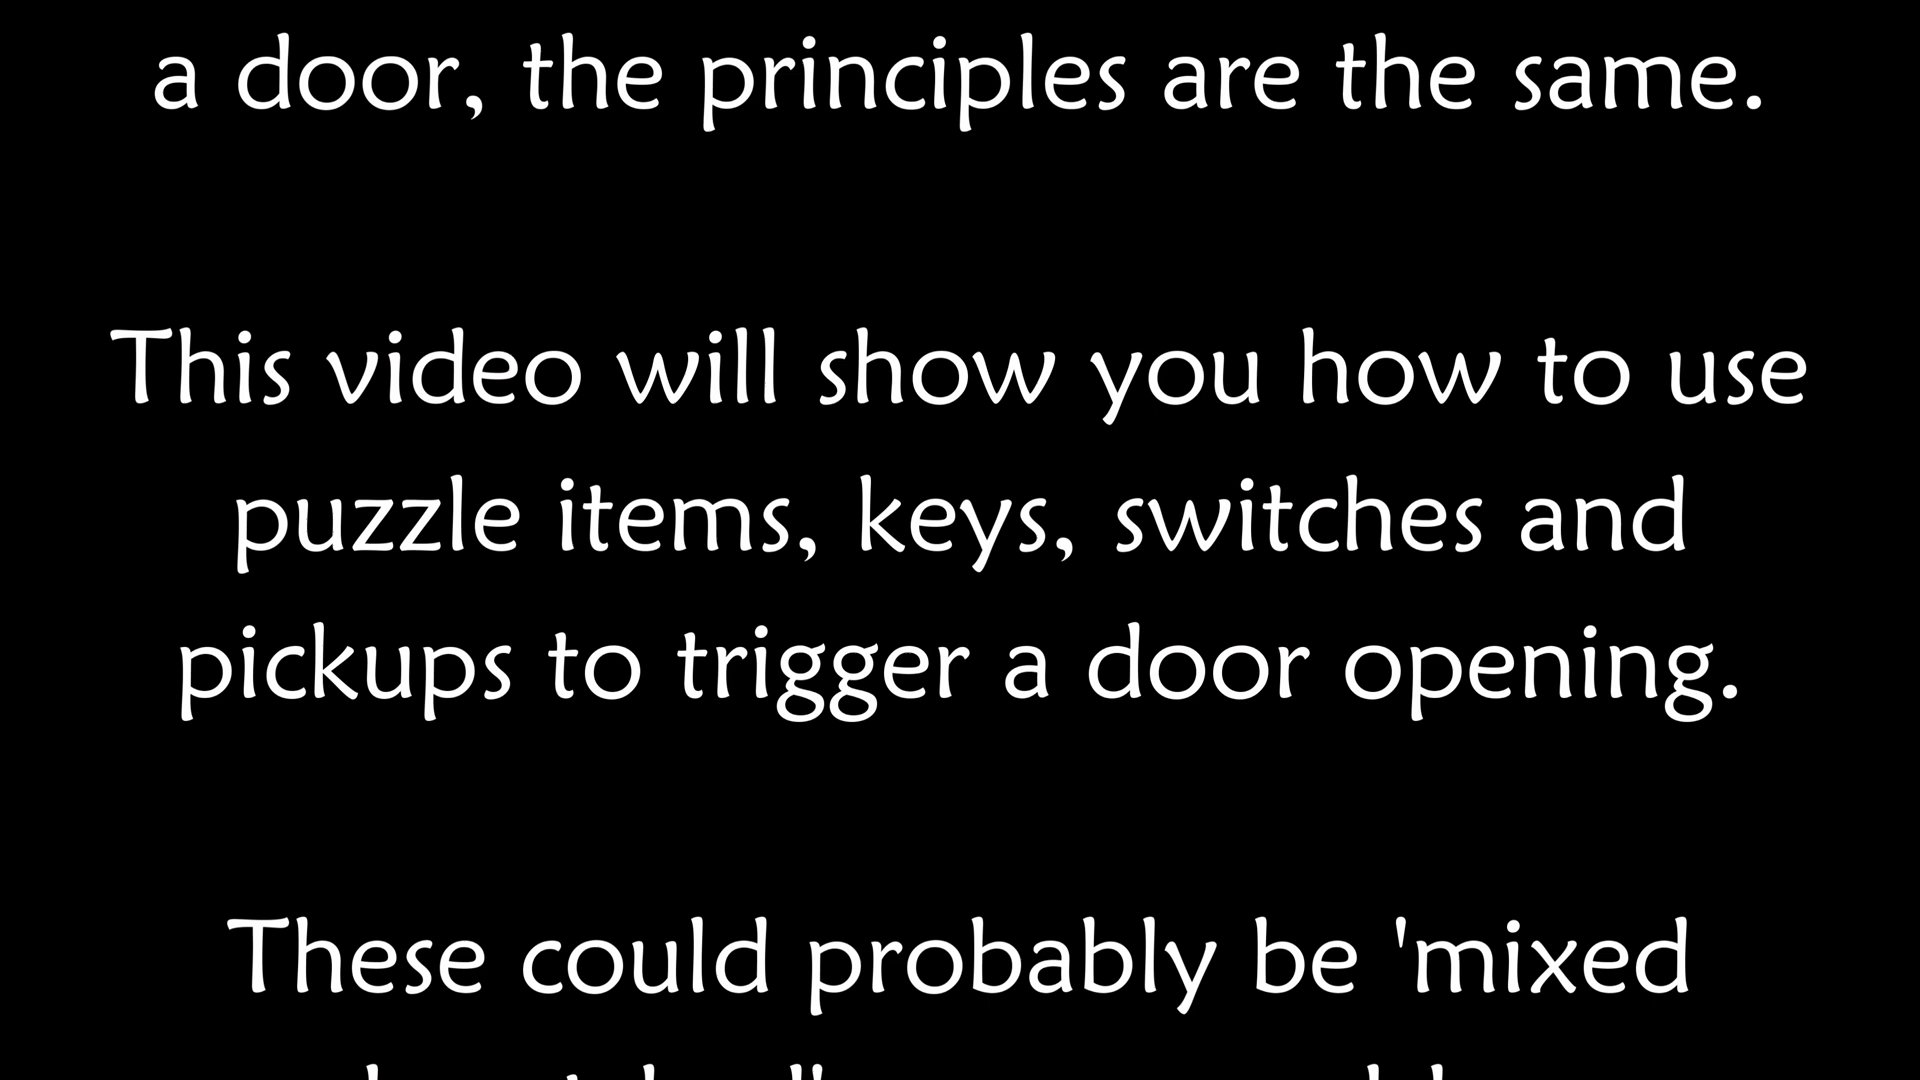 a door, the principles are the same.
This video will show you how to use
puzzle items, keys, switches and
pickups to trigger a door opening.
These could probably be 'mixed